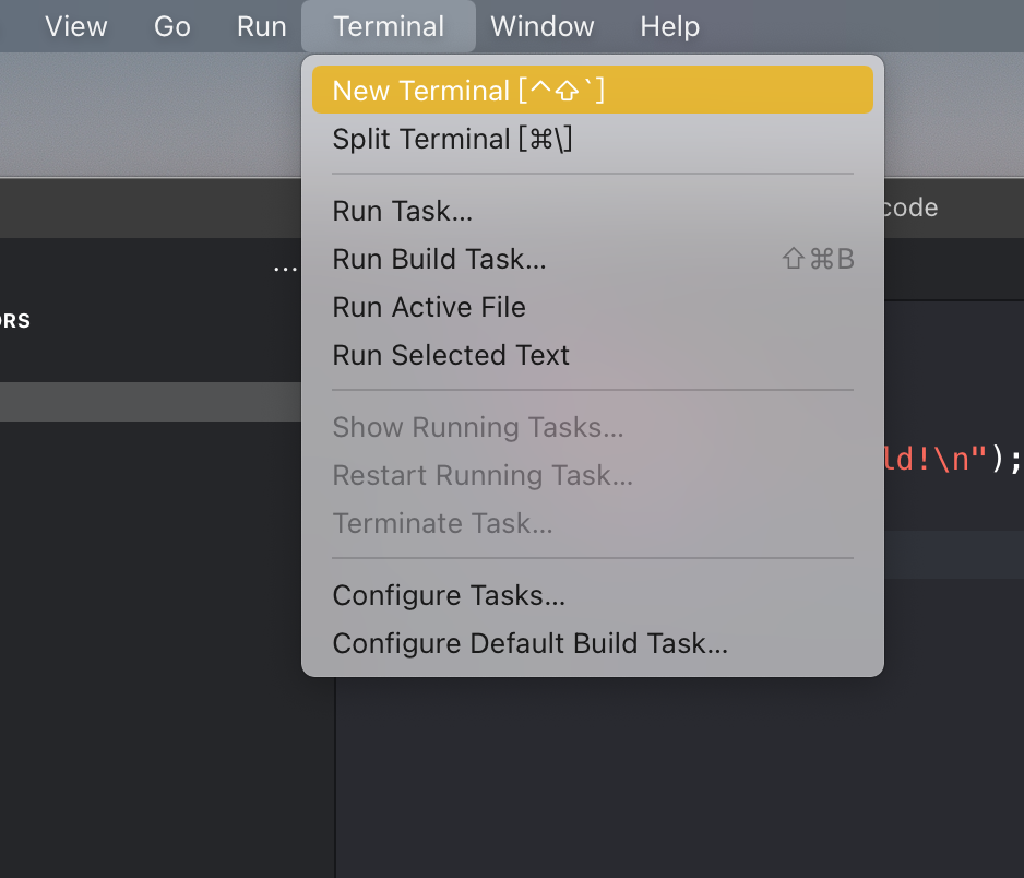 View Go Run Terminal Window Help
New Terminal [^⇧`]
Split Terminal [⌘\]
code
Run Task...
Run Build Task... ⇧⌘B
...
Run Active File
ORS
Run Selected Text
Show Running Tasks...
ld!\n");
Restart Running Task...
Terminate Task...
Configure Tasks...
Configure Default Build Task...